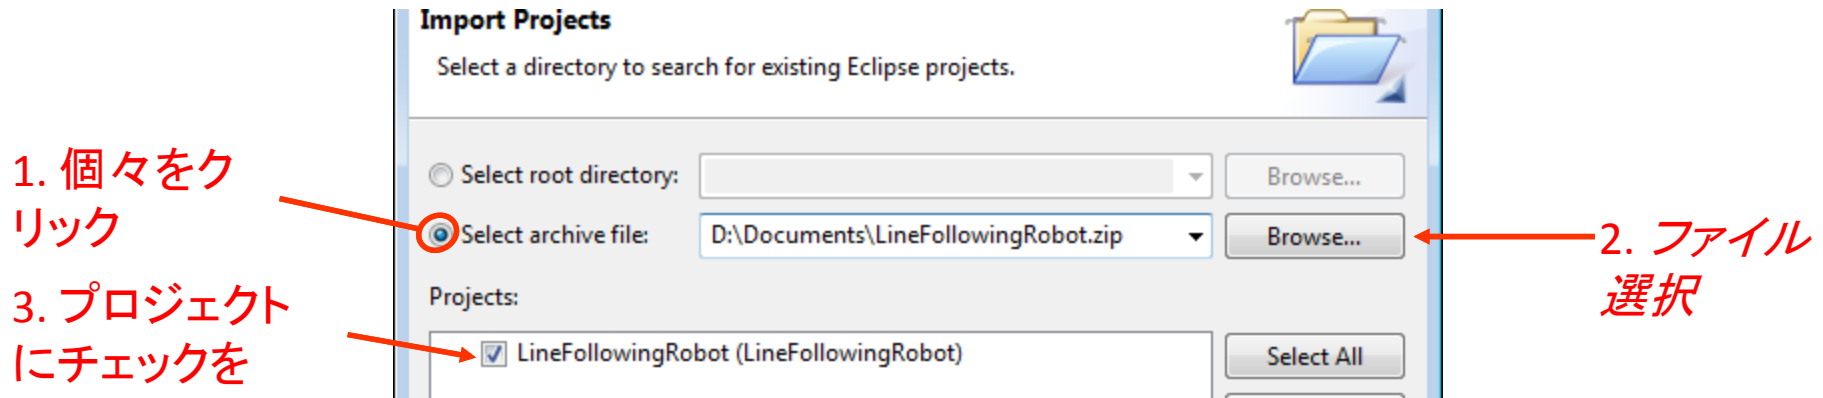 Import Projects
Select a directory to search for existing Eclipse projects.
1. 個々をク
リック
Select root directory:
Browse...
Select archive file:
D:\Documents\LineFollowingRobot.zip
Browse...
2. ファイル
選択
3. プロジェクト
にチェックを
Projects:
LineFollowingRobot (LineFollowingRobot)
Select All